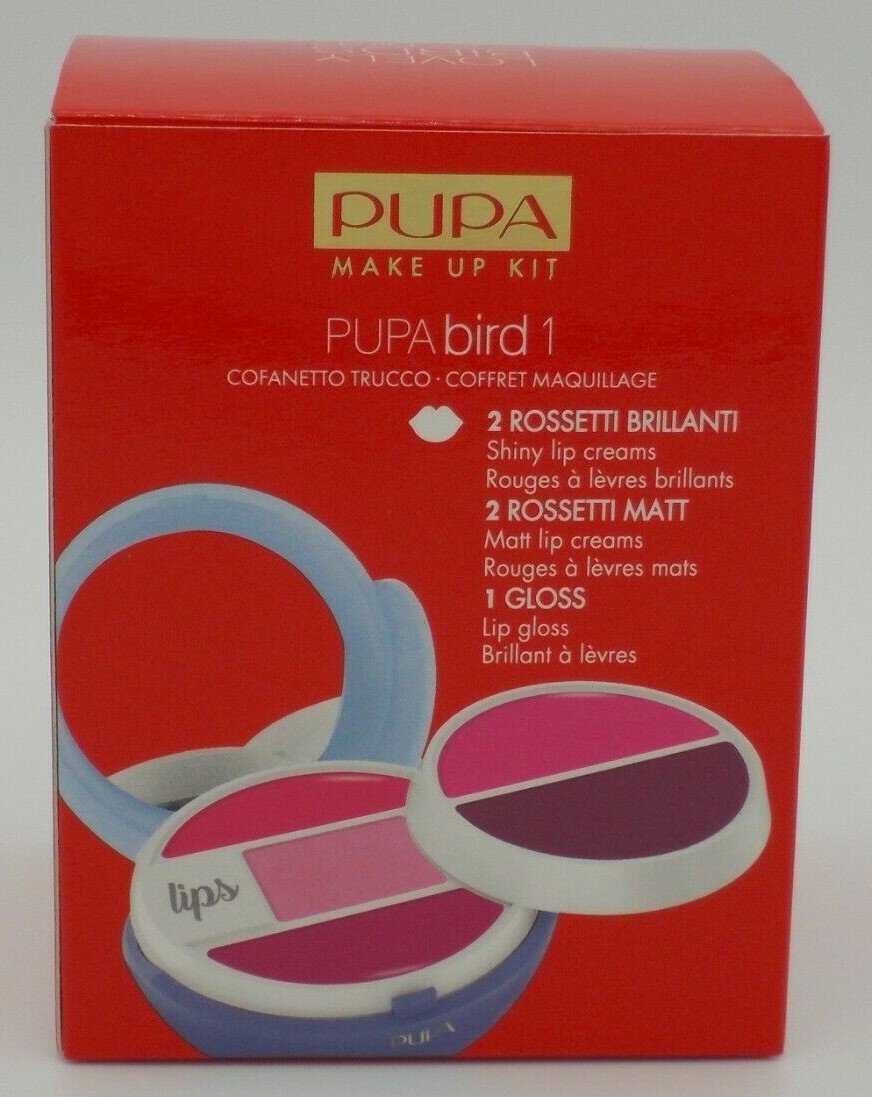 LOVELY
PUPA
MAKE UP KIT
PUPA bird 1
COFANETTO TRUCCO · COFFRET MAQUILLAGE
2 ROSSETTI BRILLANTI
Shiny lip creams
Rouges à lèvres brillants
2 ROSSETTI MATT
Matt lip creams
Rouges à lèvres mats
1 GLOSS
Lip gloss
Brillant à lèvres
lips
PUPA